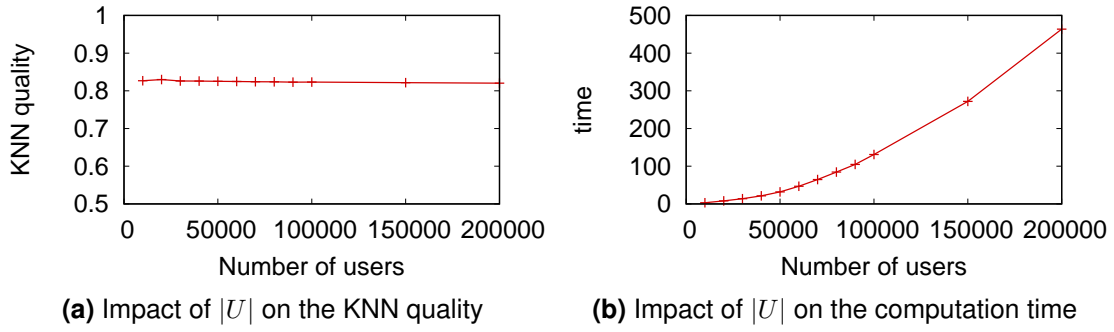 1
0.9
0.8
0.7
0.6
0.5
KNN quality
0 50000 100000 150000 200000
Number of users
(a) Impact of |U| on the KNN quality
500
400
300
200
100
0
time
0 50000 100000 150000 200000
Number of users
(b) Impact of |U| on the computation time